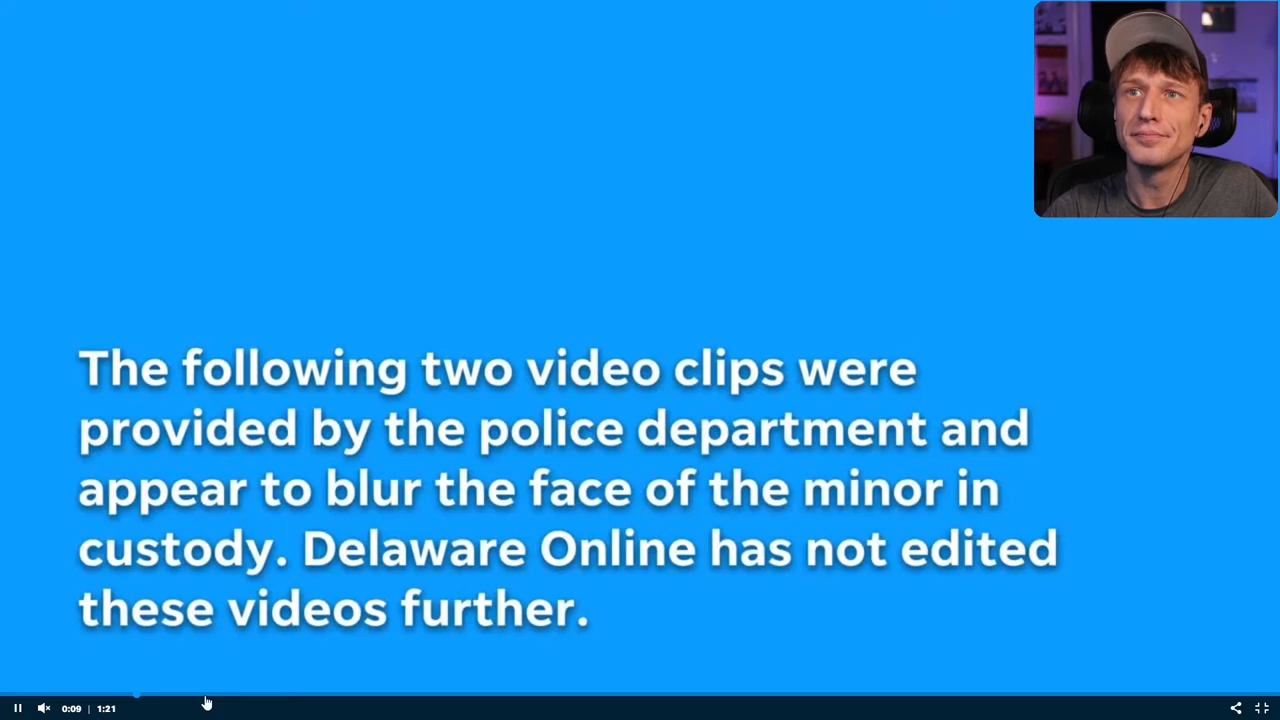 The following two video clips were
provided by the police department and
appear to blur the face of the minor in
custody. Delaware Online has not edited
these videos further.
0:09 | 1:21